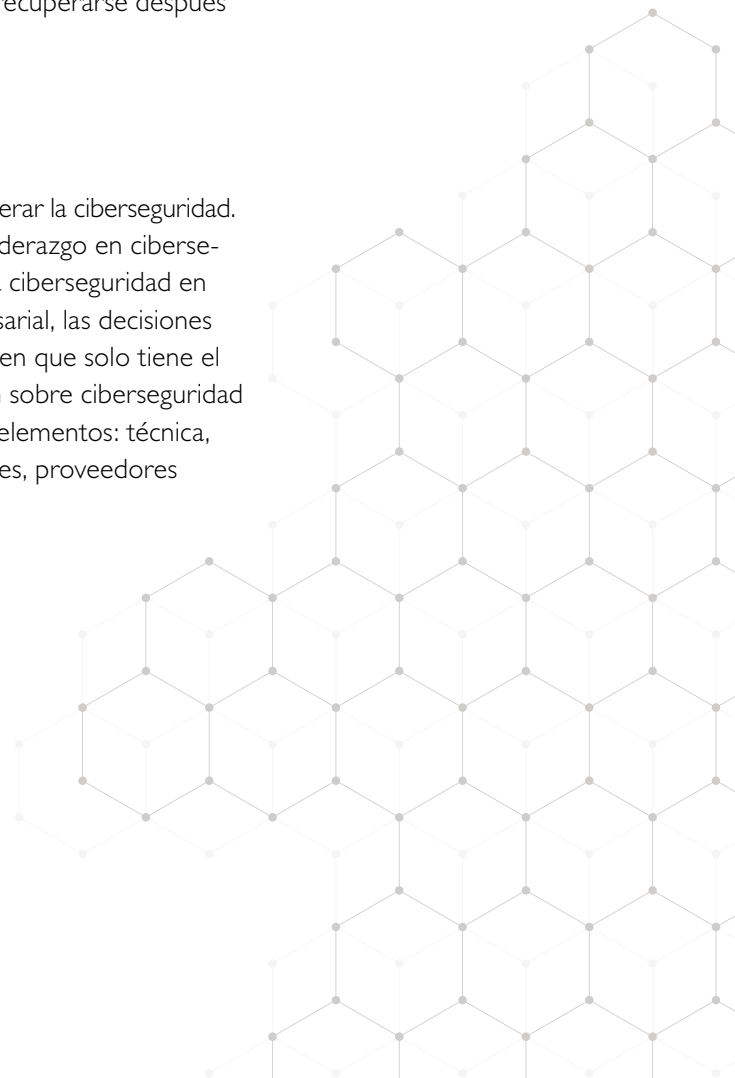 recuperarse después
erar la ciberseguridad.
derazgo en ciberse-
ciberseguridad en
sarial, las decisiones
en que solo tiene el
sobre ciberseguridad
elementos: técnica,
es, proveedores